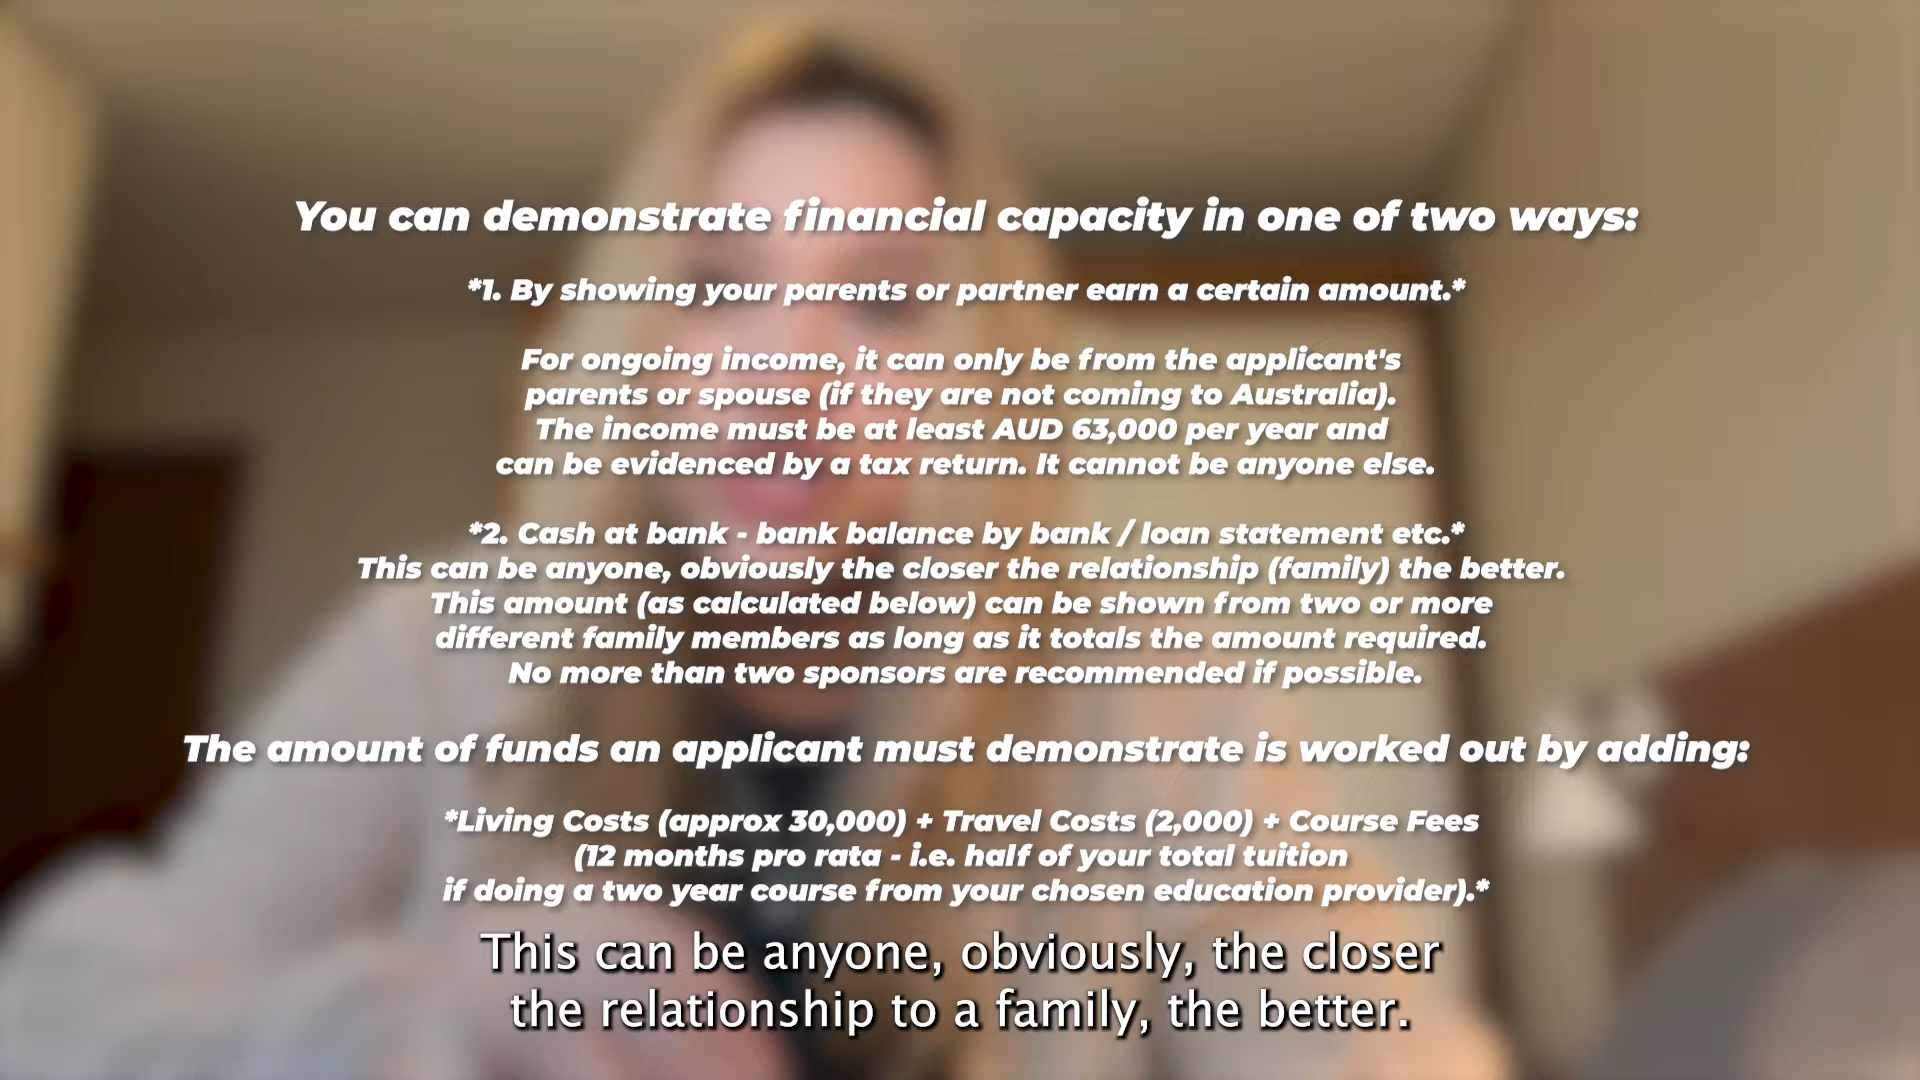 You can demonstrate financial capacity in one of two ways:
*1. By showing your parents or partner earn a certain amount.*
For ongoing income, it can only be from the applicant's
parents or spouse (if they are not coming to Australia).
The income must be at least AUD 63,000 per year and
can be evidenced by a tax return. It cannot be anyone else.
*2. Cash at bank - bank balance by bank / loan statement etc.*
This can be anyone, obviously the closer the relationship (family) the better.
This amount (as calculated below) can be shown from two or more
different family members as long as it totals the amount required.
No more than two sponsors are recommended if possible.
The amount of funds an applicant must demonstrate is worked out by adding:
*Living Costs (approx 30,000) + Travel Costs (2,000) + Course Fees
(12 months pro rata - i.e. half of your total tuition
if doing a two year course from your chosen education provider).*
This can be anyone, obviously, the closer
the relationship to a family, the better.